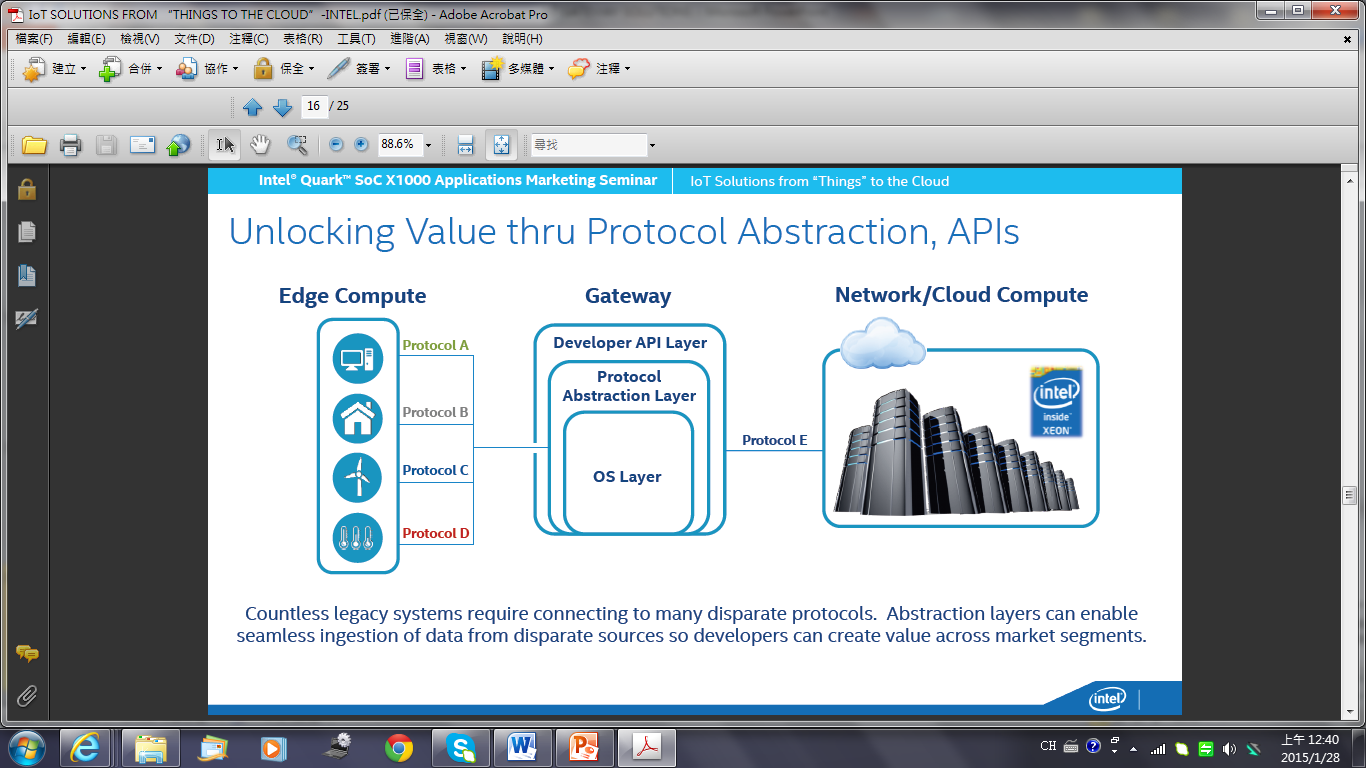 IoT SOLUTIONS FROM “THINGS TO THE CLOUD” -INTEL.pdf (已保全) - Adobe Acrobat Pro
檔案(F) 編輯(E) 檢視(V) 文件(D) 注釋(C) 表格(R) 工具(T) 進階(A) 視窗(W) 說明(H)
建立 合併 協作 保全 簽署 表格 多媒體 注釋
16 / 25
88.6% 尋找
Intel® Quark™ SoC X1000 Applications Marketing Seminar IoT Solutions from “Things” to the Cloud
Unlocking Value thru Protocol Abstraction, APIs
Edge Compute
Protocol A
Protocol B
Protocol C
Protocol D
Gateway
Developer API Layer
Protocol
Abstraction Layer
OS Layer
Protocol E
Network/Cloud Compute
intel
inside™
XEON®
Countless legacy systems require connecting to many disparate protocols. Abstraction layers can enable
seamless ingestion of data from disparate sources so developers can create value across market segments.
intel
CH 上午 12:40
2015/1/28